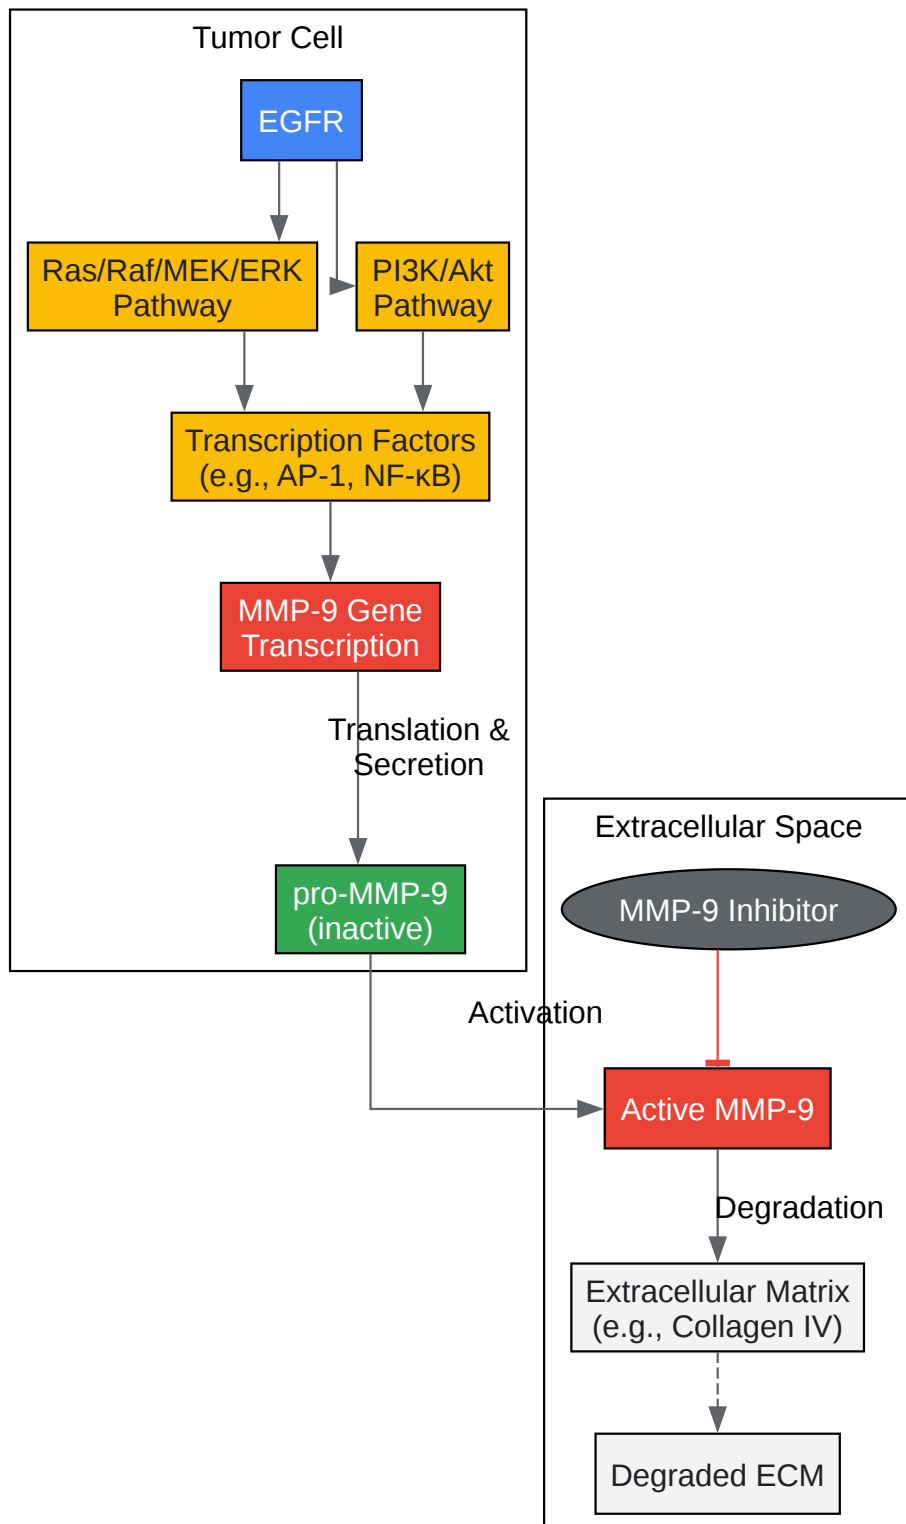 Tumor Cell
EGFR
Ras/Raf/MEK/ERK
Pathway
PI3K/Akt
Pathway
Transcription Factors
(e.g., AP-1, NF-κB)
MMP-9 Gene
Transcription
Translation &
Secretion
pro-MMP-9
(inactive)
Extracellular Space
MMP-9 Inhibitor
Activation
Active MMP-9
Degradation
Extracellular Matrix
(e.g., Collagen IV)
Degraded ECM